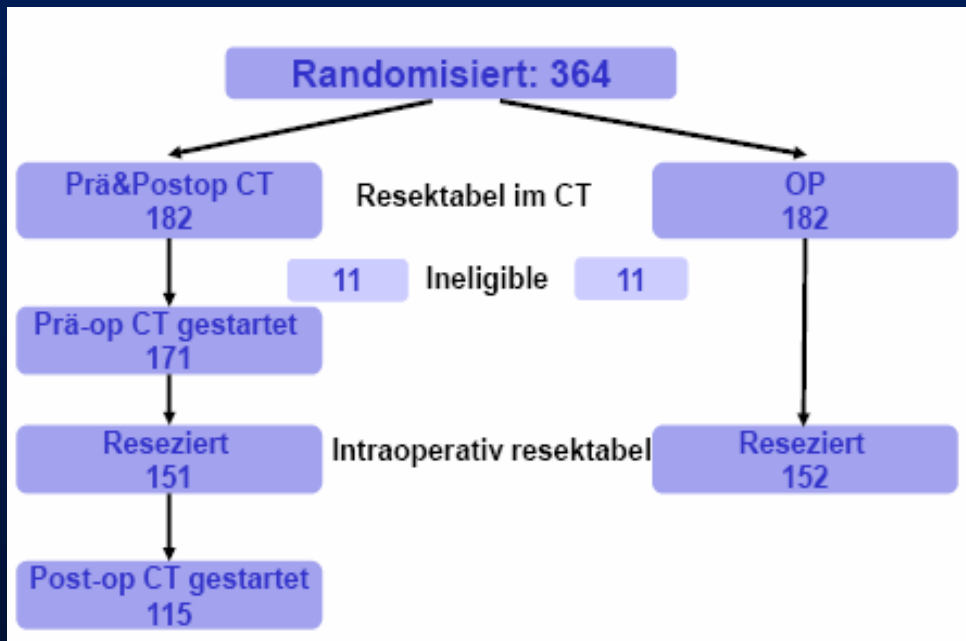 Randomisiert: 364
Prä&Postop CT
182
Resektabel im CT
OP
182
11
Ineligible
11
Prä-op CT gestartet
171
Reseziert
151
Intraoperativ resektabel
Reseziert
152
Post-op CT gestartet
115